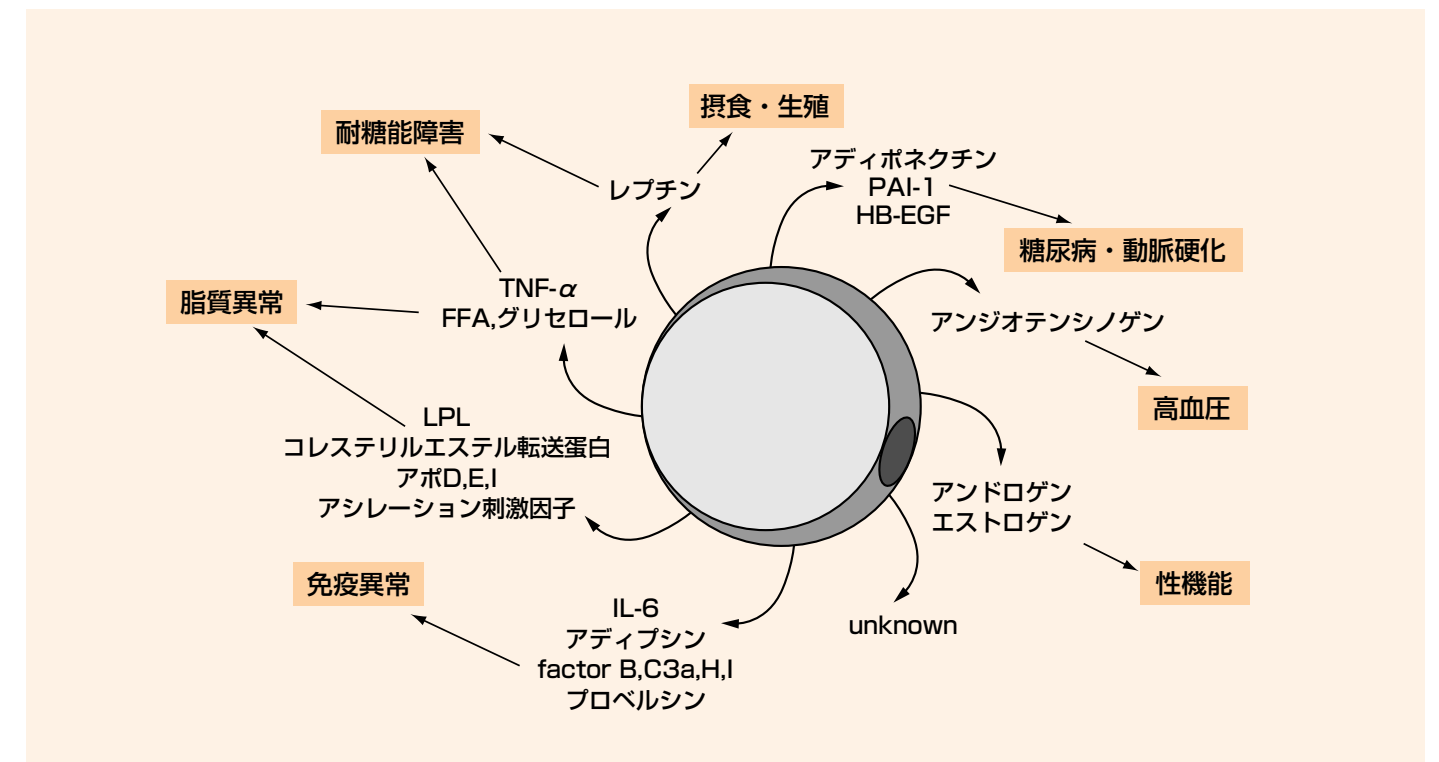 摂食・生殖
耐糖能障害
レプチン
アディポネクチン
PAI-1
HB-EGF
糖尿病・動脈硬化
TNF-α
FFA,グリセロール
脂質異常
アンジオテンシノゲン
高血圧
LPL
コレステリルエステル転送蛋白
アポD,E,I
アシレーション刺激因子
アンドロゲン
エストロゲン
性機能
免疫異常
IL-6
アディプシン
factor B,C3a,H,I
プロベルシン
unknown